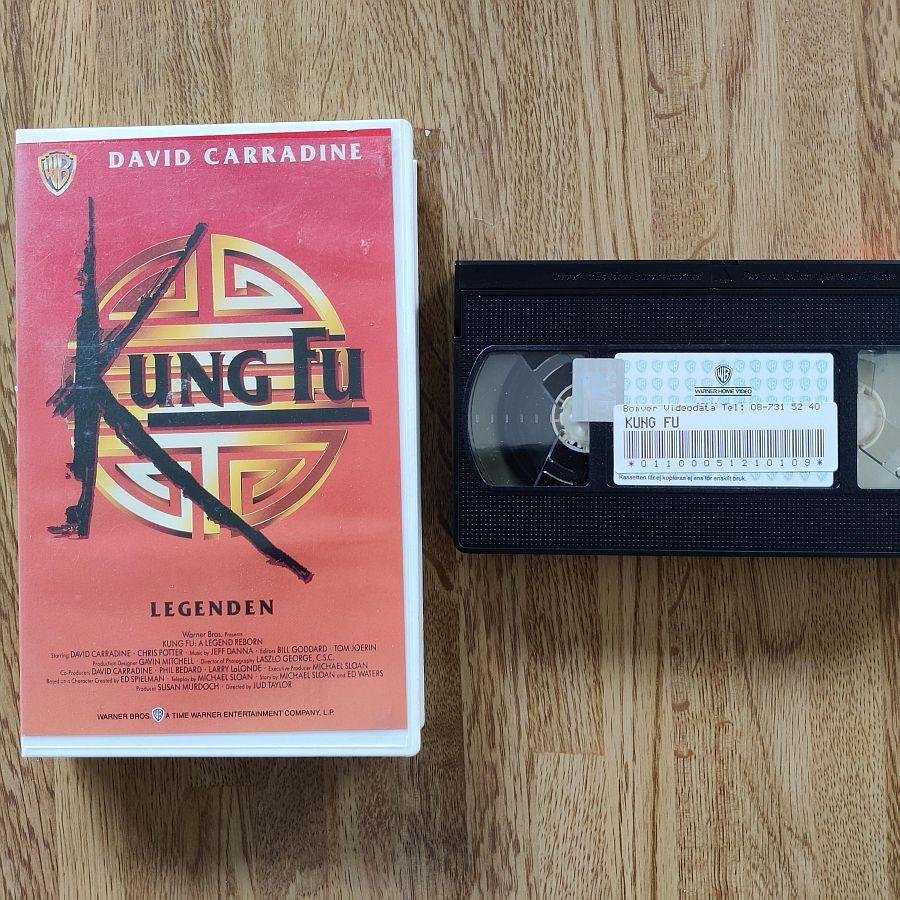 WB
DAVID CARRADINE
KUNG FU
LEGENDEN
Warner Bros. Presents
KUNG FU: A LEGEND REBORN
Starring DAVID CARRADINE · CHRIS POTTER · Music by JEFF DANNA · Editors BILL GODDARD · TOM JOERIN
Production Designer GAVIN MITCHELL · Director of Photography LASZLO GEORGE, C.S.C.
Co-Producers DAVID CARRADINE · PHIL BEDARD · LARRY LaLONDE · Executive Producer MICHAEL SLOAN
Based on a Character Created by ED SPIELMAN · Teleplay by MICHAEL SLOAN · Story by MICHAEL SLOAN and ED WATERS
Producer SUSAN MURDOCH · Directed by JUD TAYLOR
WARNER BROS. WB A TIME WARNER ENTERTAINMENT COMPANY, L.P.
WB
WARNER HOME VIDEO
Bonver Videodata Tel: 08-731 52 40
KUNG FU
*01100051210109*
Kassetten får ej kopieras ej ens för enskilt bruk.